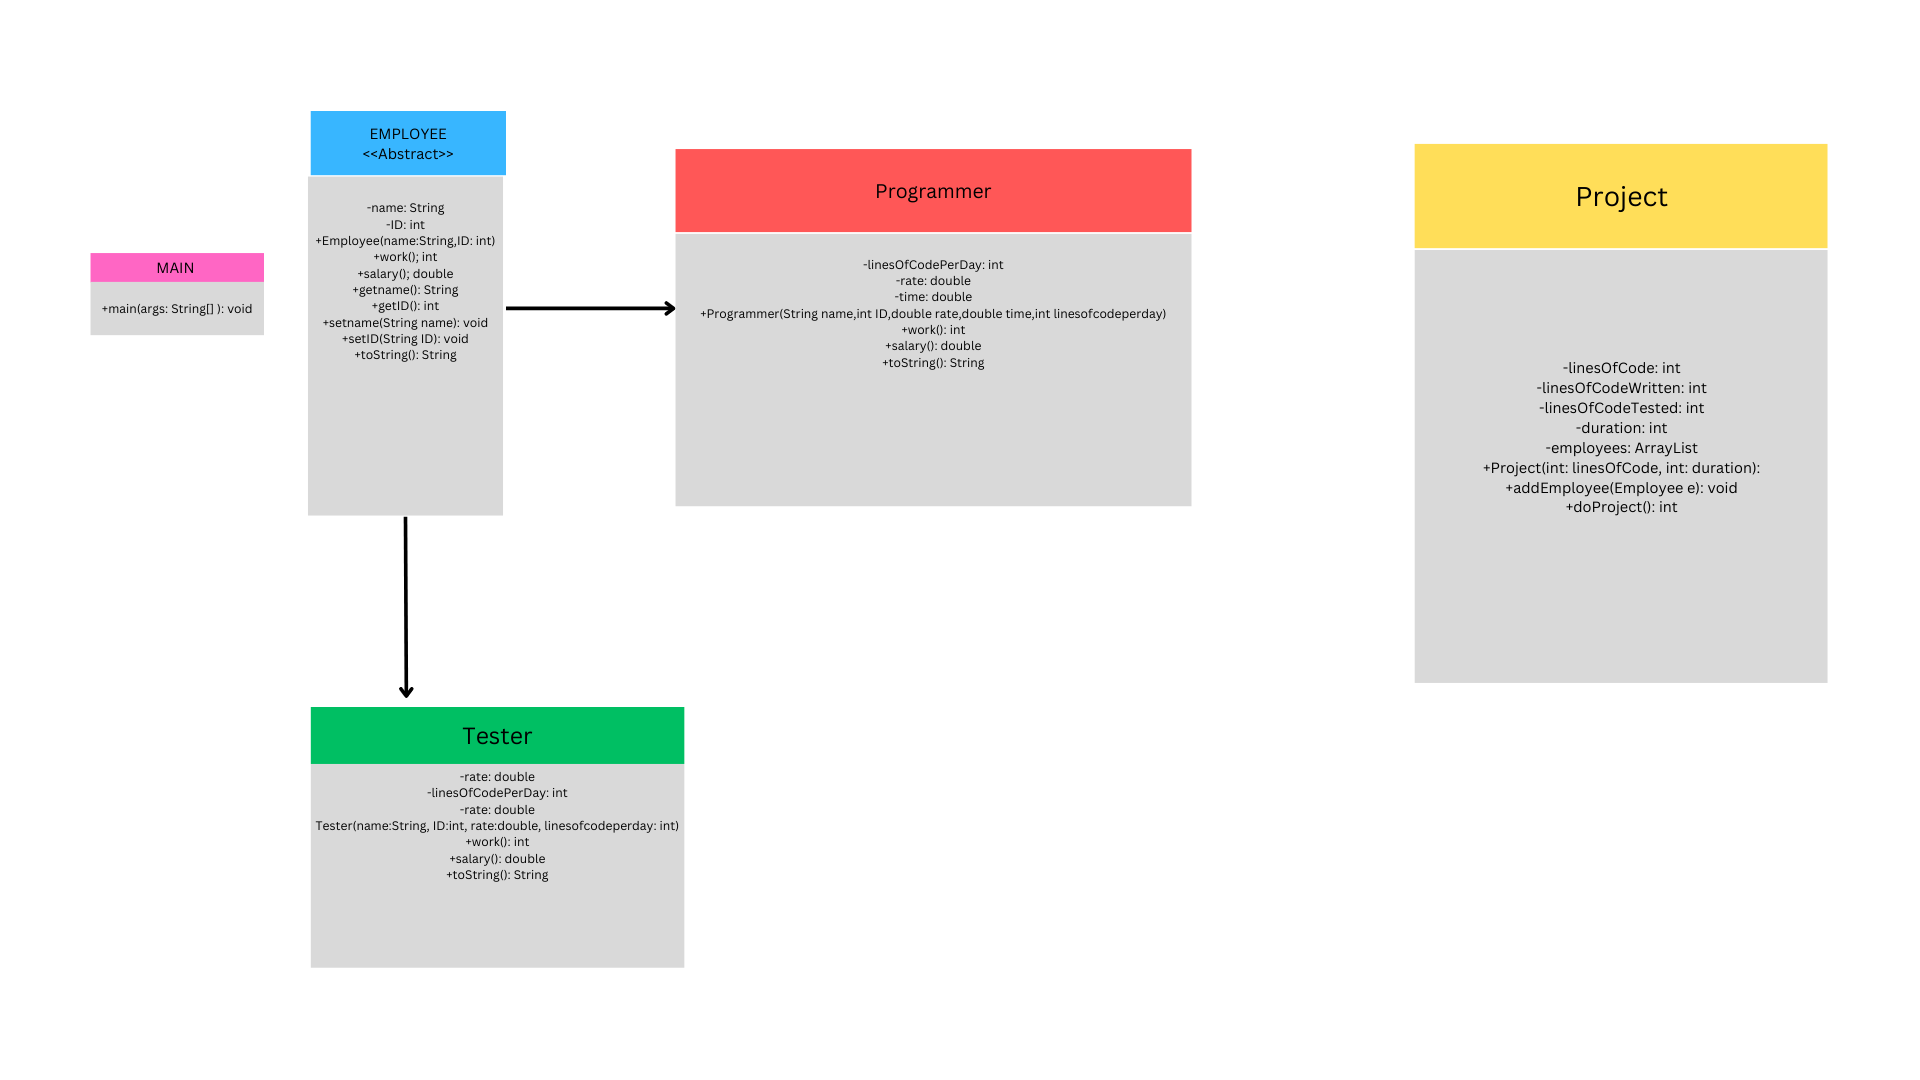 MAIN
+main(args: String[] ): void
EMPLOYEE
<<Abstract>>
-name: String
-ID: int
+Employee(name:String,ID: int)
+work(); int
+salary(); double
+getname(): String
+getID(): int
+setname(String name): void
+setID(String ID): void
+toString(): String
Programmer
-linesOfCodePerDay: int
-rate: double
-time: double
+Programmer(String name,int ID,double rate,double time,int linesofcodeperday)
+work(): int
+salary(): double
+toString(): String
Project
-linesOfCode: int
-linesOfCodeWritten: int
-linesOfCodeTested: int
-duration: int
-employees: ArrayList
+Project(int: linesOfCode, int: duration):
+addEmployee(Employee e): void
+doProject(): int
Tester
-rate: double
-linesOfCodePerDay: int
-rate: double
Tester(name:String, ID:int, rate:double, linesofcodeperday: int)
+work(): int
+salary(): double
+toString(): String